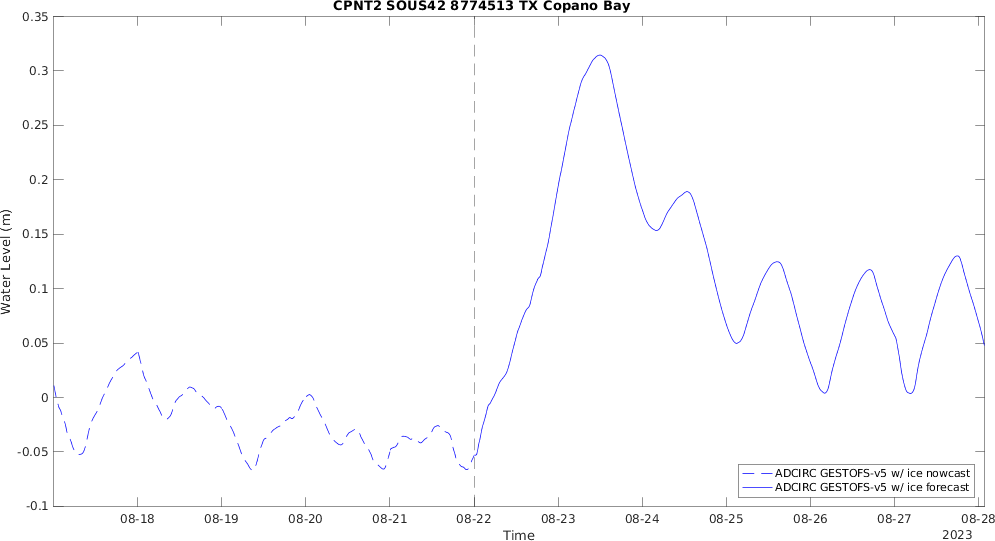 CPNT2 SOUS42 8774513 TX Copano Bay
0.35
0.3
0.25
0.2
0.15
0.1
0.05
0
-0.05
-0.1
Water Level (m)
ADCIRC GESTOFS-v5 w/ ice nowcast
ADCIRC GESTOFS-v5 w/ ice forecast
08-18 08-19 08-20 08-21 08-22 08-23 08-24 08-25 08-26 08-27 08-28
Time
2023